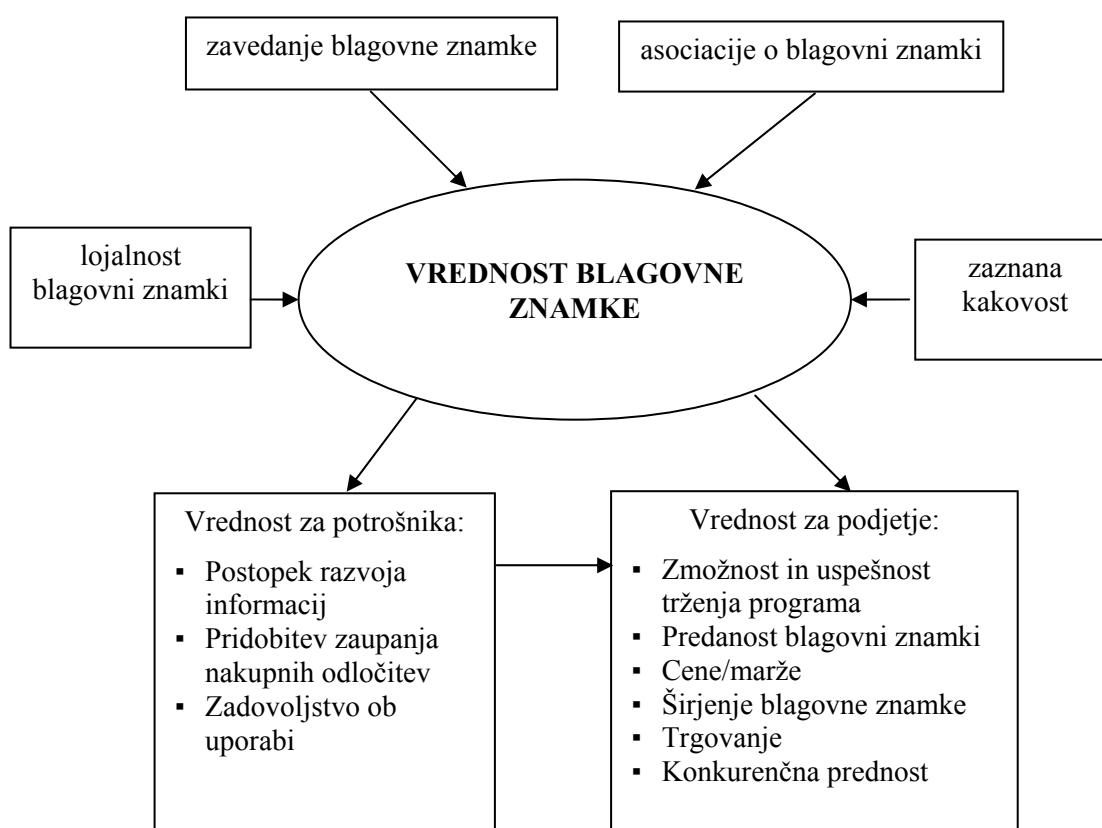 zavedanje blagovne znamke
asociacije o blagovni znamki
lojalnost
blagovni znamki
VREDNOST BLAGOVNE
ZNAMKE
zaznana
kakovost
Vrednost za potrošnika:
▪ Postopek razvoja
informacij
▪ Pridobitev zaupanja
nakupnih odločitev
▪ Zadovoljstvo ob
uporabi
Vrednost za podjetje:
▪ Zmožnost in uspešnost
trženja programa
▪ Predanost blagovni znamki
▪ Cene/marže
▪ Širjenje blagovne znamke
▪ Trgovanje
▪ Konkurenčna prednost